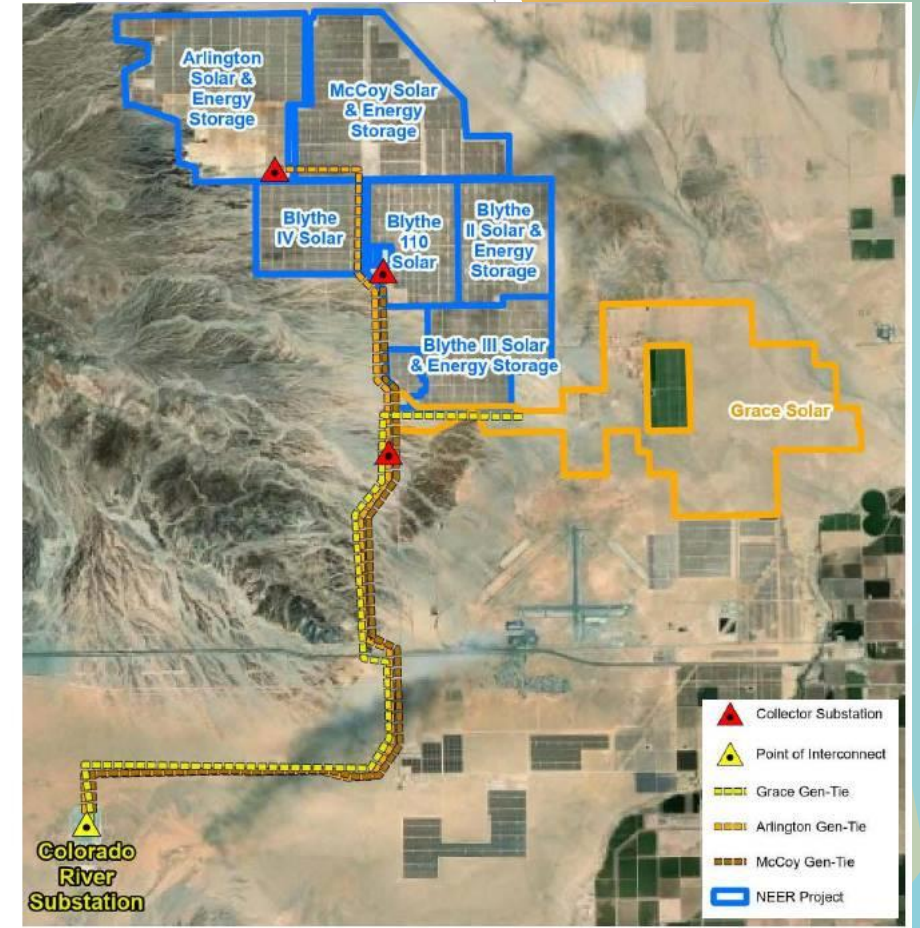 Arlington
Solar &
Energy
Storage
McCoy Solar
& Energy
Storage
Blythe
IV Solar
Blythe
110
Solar
Blythe
II Solar &
Energy
Storage
Blythe III Solar
& Energy Storage
Grace Solar
Colorado
River
Substation
Collector Substation
Point of Interconnect
Grace Gen-Tie
Arlington Gen-Tie
McCoy Gen-Tie
NEER Project